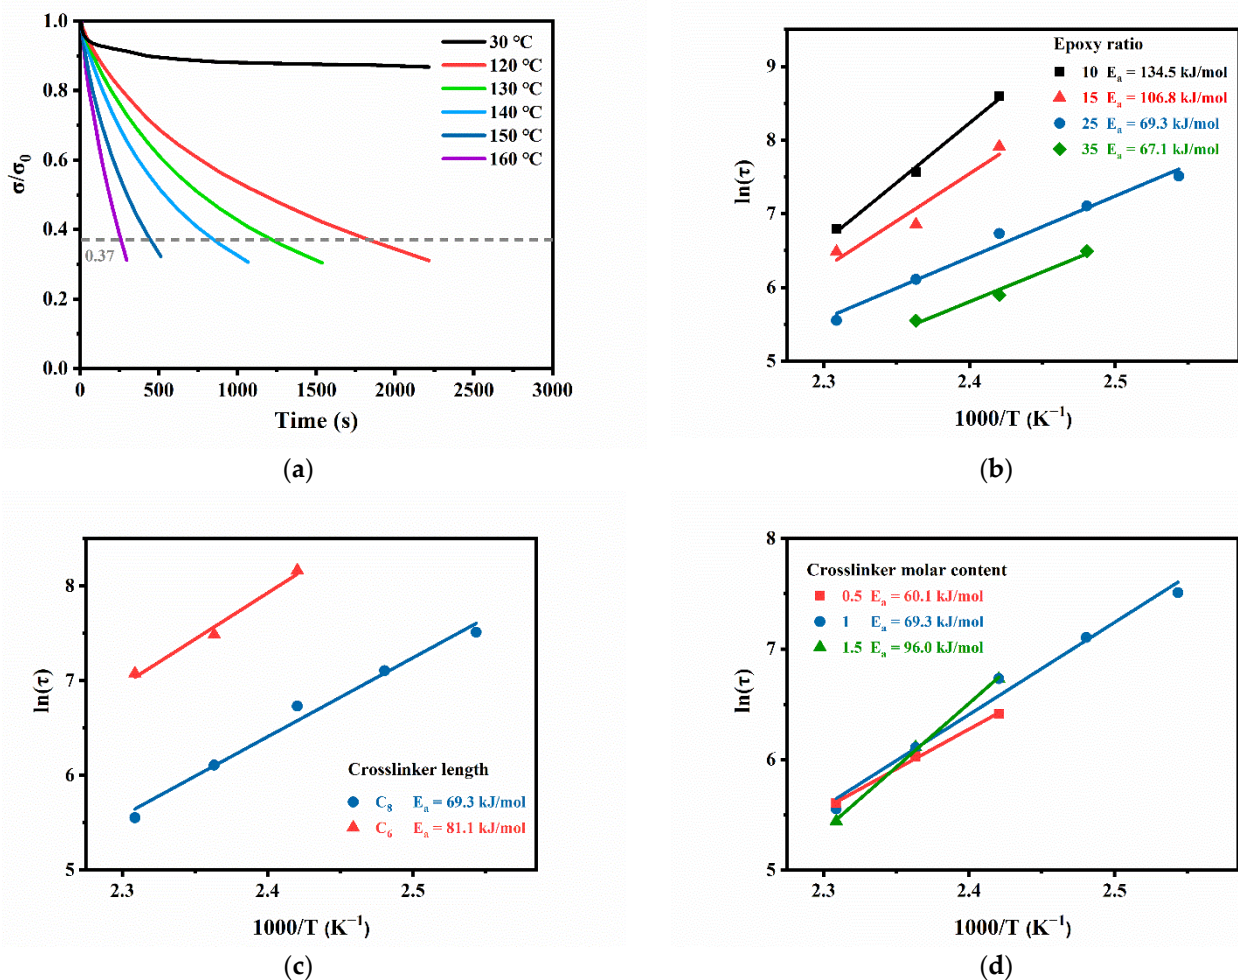 1.0
0.8
0.6
0.4
0.2
0.0
σ/σ₀
0.37
30 °C
120 °C
130 °C
140 °C
150 °C
160 °C
0 500 1000 1500 2000 2500 3000
Time (s)
(a)
9
8
7
6
5
ln(τ)
Epoxy ratio
10 Eₐ = 134.5 kJ/mol
15 Eₐ = 106.8 kJ/mol
25 Eₐ = 69.3 kJ/mol
35 Eₐ = 67.1 kJ/mol
2.3 2.4 2.5
1000/T (K⁻¹)
(b)
8
7
6
5
ln(τ)
Crosslinker length
C₈ Eₐ = 69.3 kJ/mol
C₆ Eₐ = 81.1 kJ/mol
2.3 2.4 2.5
1000/T (K⁻¹)
(c)
8
7
6
5
ln(τ)
Crosslinker molar content
0.5 Eₐ = 60.1 kJ/mol
1 Eₐ = 69.3 kJ/mol
1.5 Eₐ = 96.0 kJ/mol
2.3 2.4 2.5
1000/T (K⁻¹)
(d)